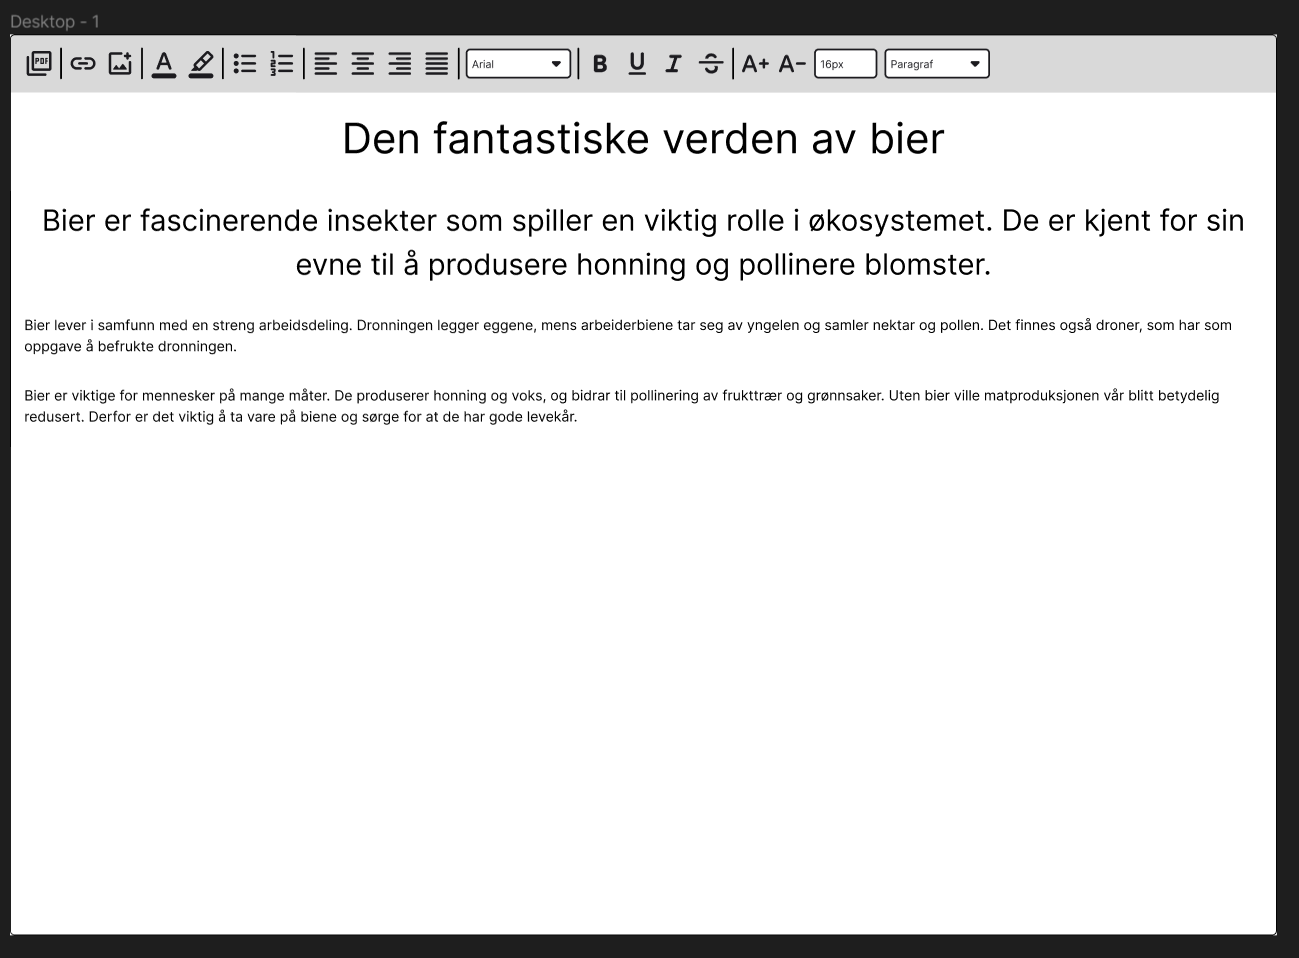 Desktop - 1
PDF A 1 2 3 Arial B U I S A+ A- 16px Paragraf
Den fantastiske verden av bier
Bier er fascinerende insekter som spiller en viktig rolle i økosystemet. De er kjent for sin
evne til å produsere honning og pollinere blomster.
Bier lever i samfunn med en streng arbeidsdeling. Dronningen legger eggene, mens arbeiderbiene tar seg av yngelen og samler nektar og pollen. Det finnes også droner, som har som
oppgave å befrukte dronningen.
Bier er viktige for mennesker på mange måter. De produserer honning og voks, og bidrar til pollinering av frukttrær og grønnsaker. Uten bier ville matproduksjonen vår blitt betydelig
redusert. Derfor er det viktig å ta vare på biene og sørge for at de har gode levekår.